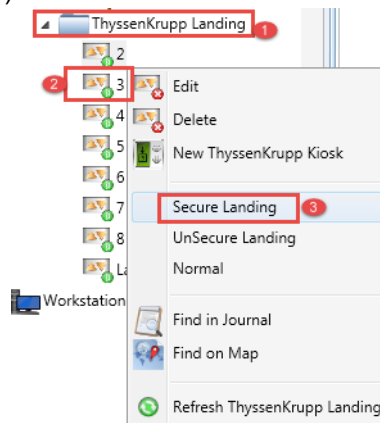 )
ThyssenKrupp Landing 1
2
2 3 Edit
4 Delete
5 New ThyssenKrupp Kiosk
6
7 Secure Landing 3
8 UnSecure Landing
La Normal
Workstation
Find in Journal
Find on Map
Refresh ThyssenKrupp Landing